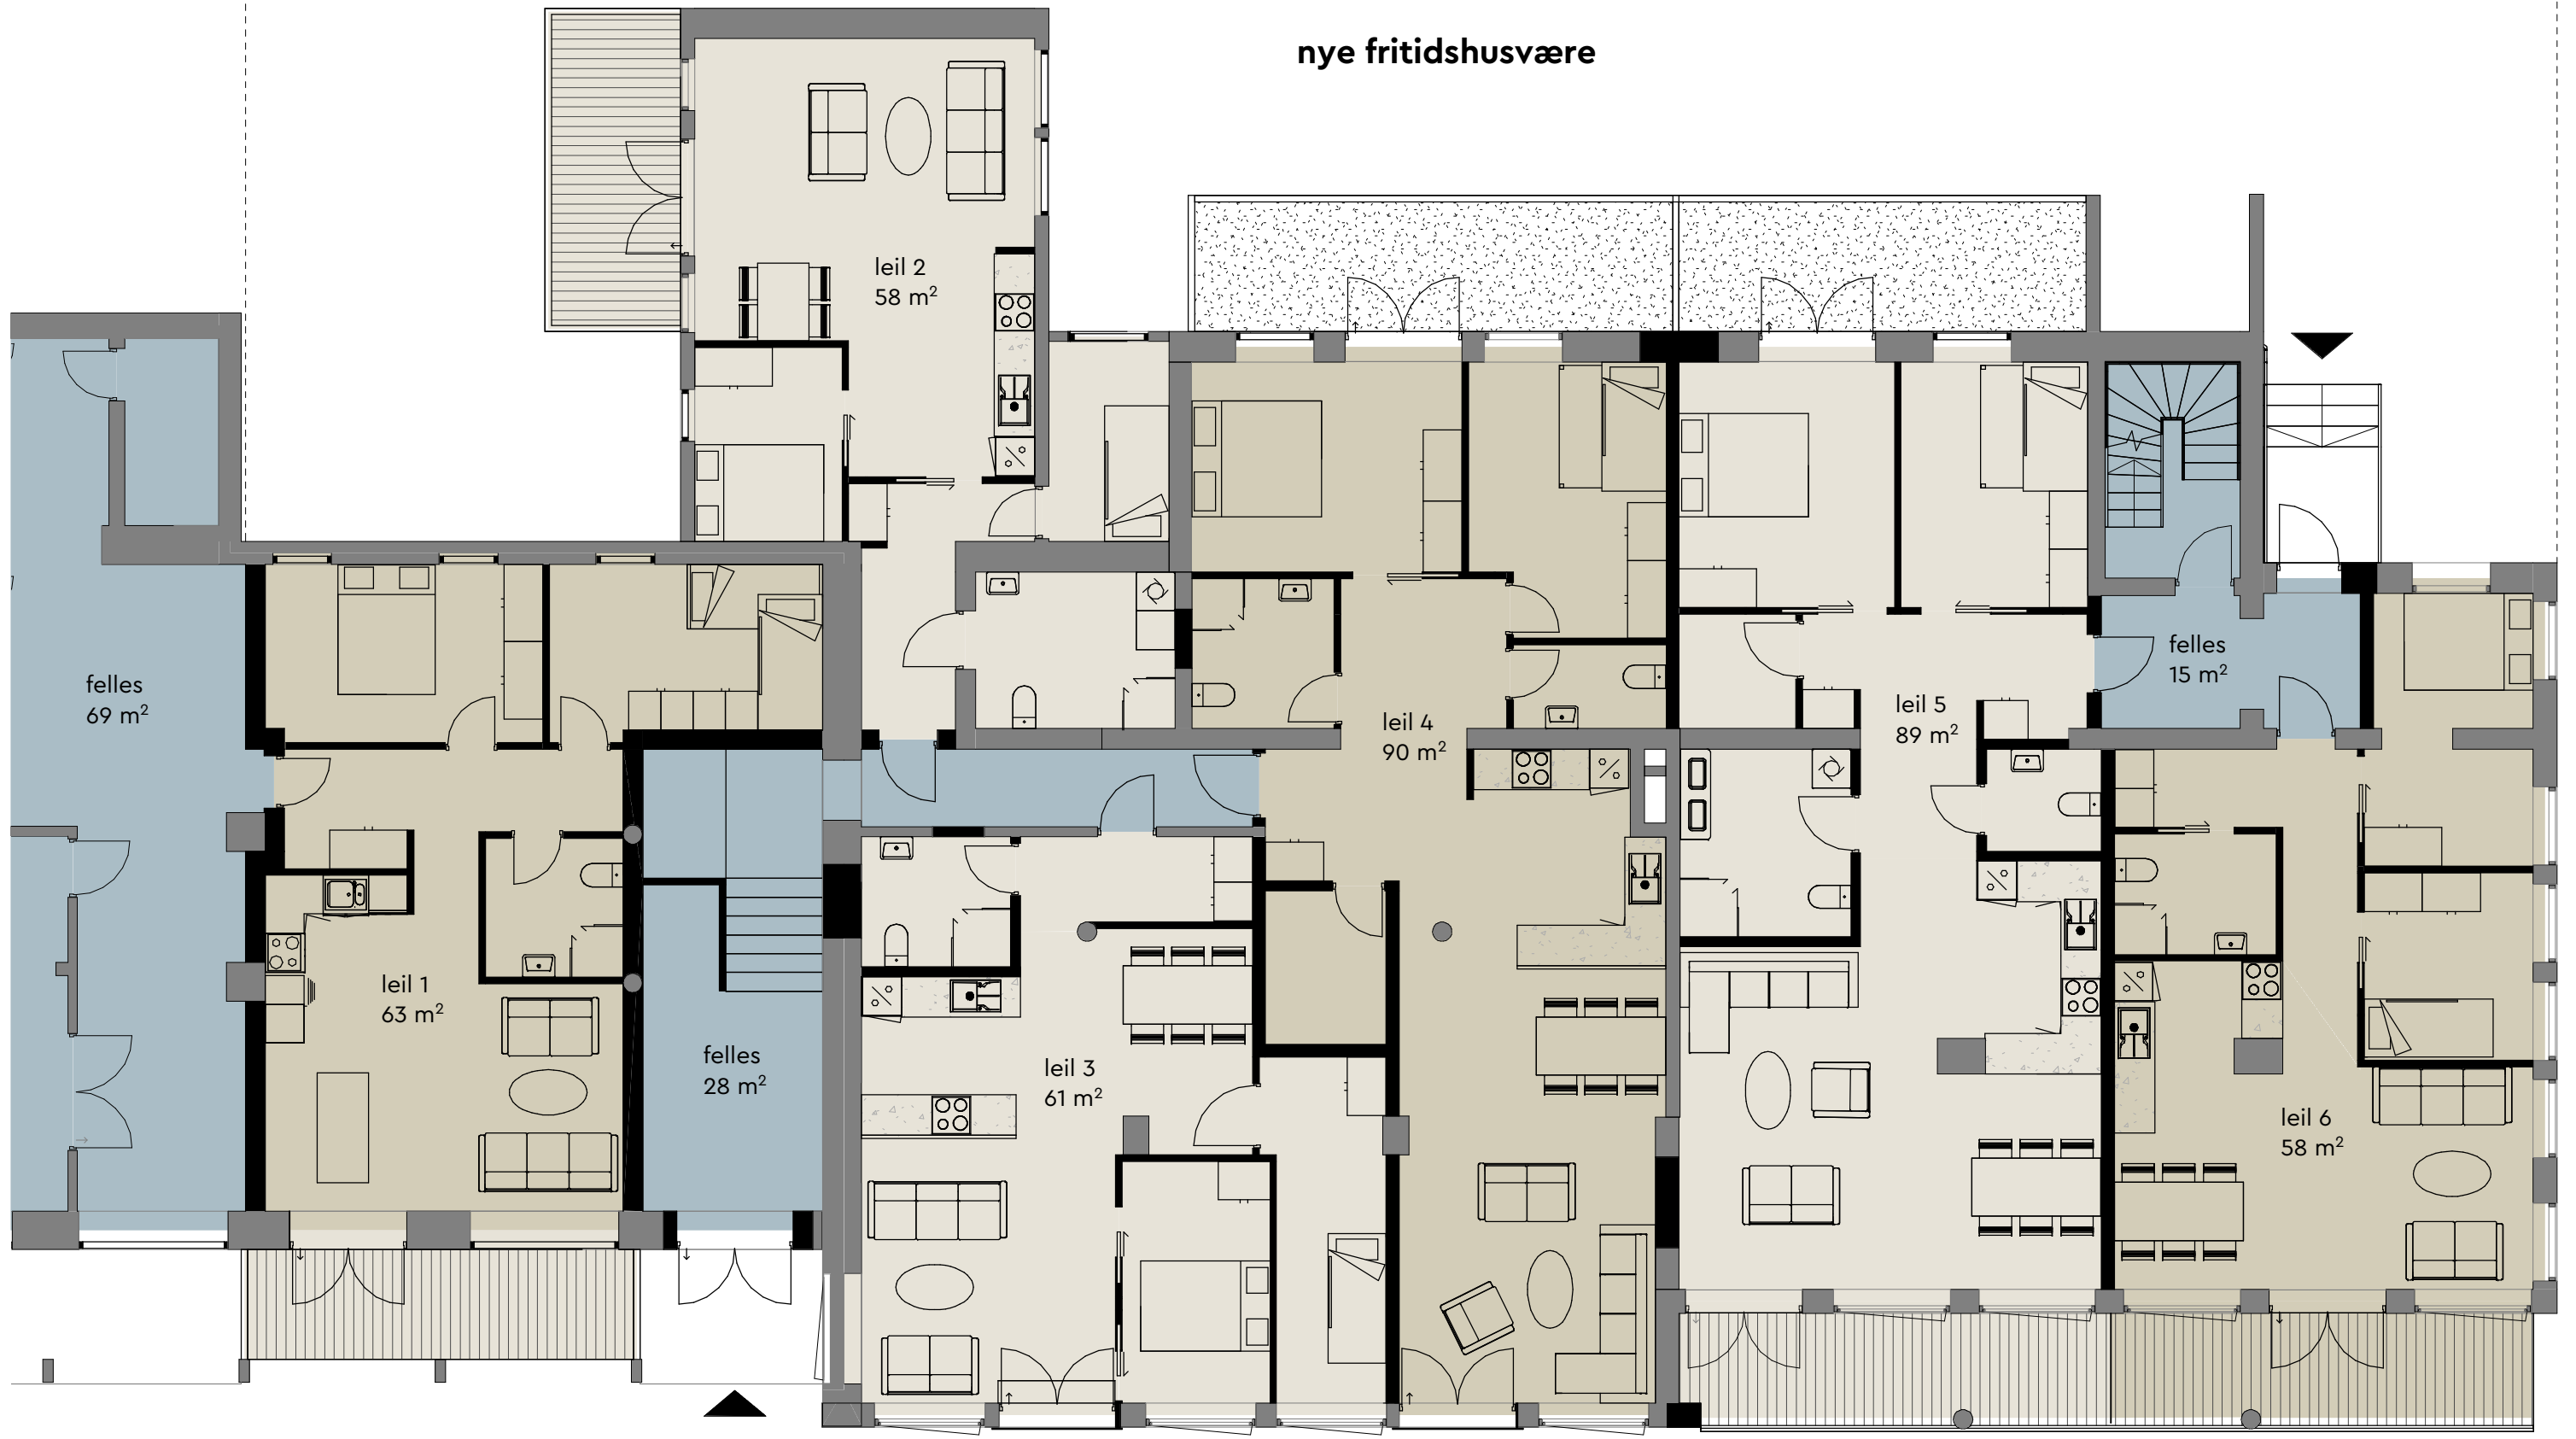 nye fritidshusvære
leil 2
58 m²
felles
69 m²
felles
15 m²
leil 4
90 m²
leil 5
89 m²
leil 1
63 m²
felles
28 m²
leil 3
61 m²
leil 6
58 m²